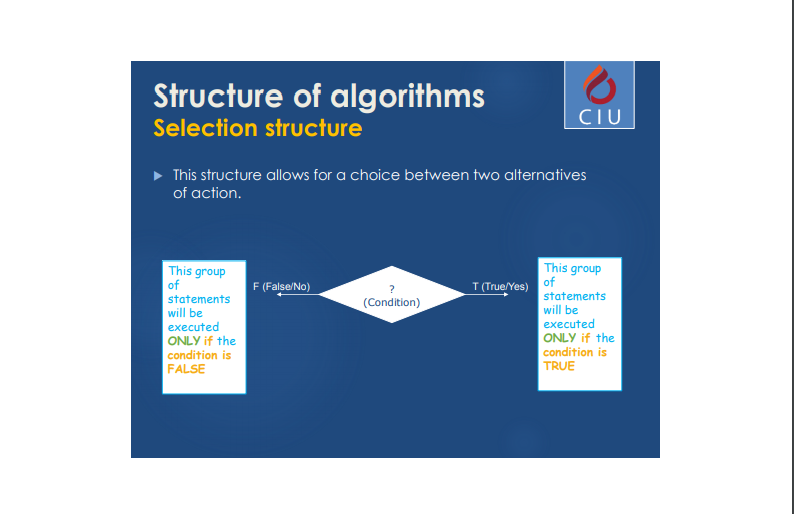 Structure of algorithms
Selection structure
CIU
This structure allows for a choice between two alternatives
of action.
This group
of
statements
will be
executed
ONLY if the
condition is
FALSE
F (False/No)
?
(Condition)
T (True/Yes)
This group
of
statements
will be
executed
ONLY if the
condition is
TRUE